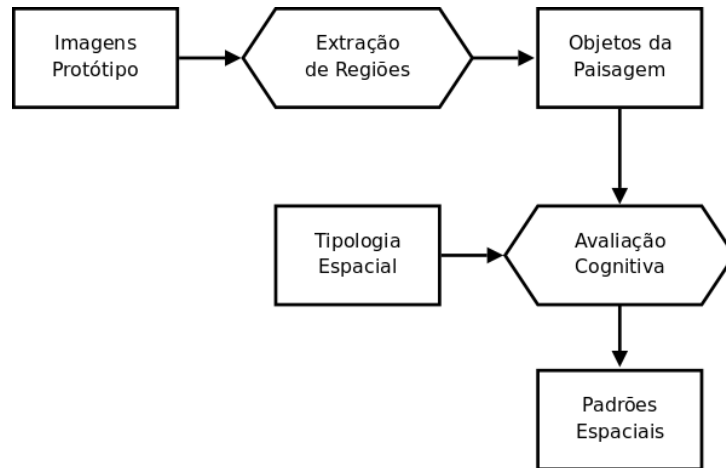 Imagens
Protótipo
Extração
de Regiões
Objetos da
Paisagem
Tipologia
Espacial
Avaliação
Cognitiva
Padrões
Espaciais